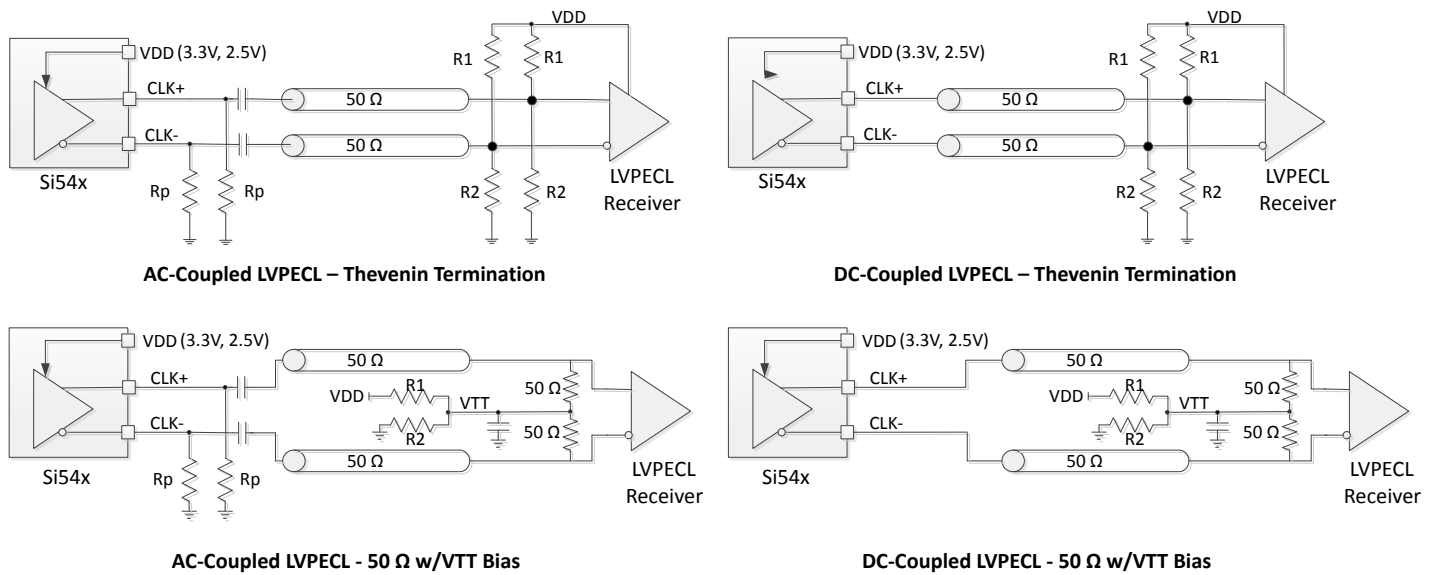 VDD
VDD (3.3V, 2.5V)
R1
R1
CLK+
50 Ω
CLK-
50 Ω
Si54x
Rp
Rp
R2
R2
LVPECL
Receiver
AC-Coupled LVPECL – Thevenin Termination
VDD
VDD (3.3V, 2.5V)
R1
R1
CLK+
50 Ω
CLK-
50 Ω
Si54x
R2
R2
LVPECL
Receiver
DC-Coupled LVPECL – Thevenin Termination
VDD (3.3V, 2.5V)
50 Ω
CLK+
R1
50 Ω
VDD
VTT
CLK-
R2
50 Ω
50 Ω
Si54x
Rp
Rp
LVPECL
Receiver
AC-Coupled LVPECL - 50 Ω w/VTT Bias
VDD (3.3V, 2.5V)
50 Ω
CLK+
R1
50 Ω
VDD
VTT
CLK-
R2
50 Ω
50 Ω
Si54x
LVPECL
Receiver
DC-Coupled LVPECL - 50 Ω w/VTT Bias